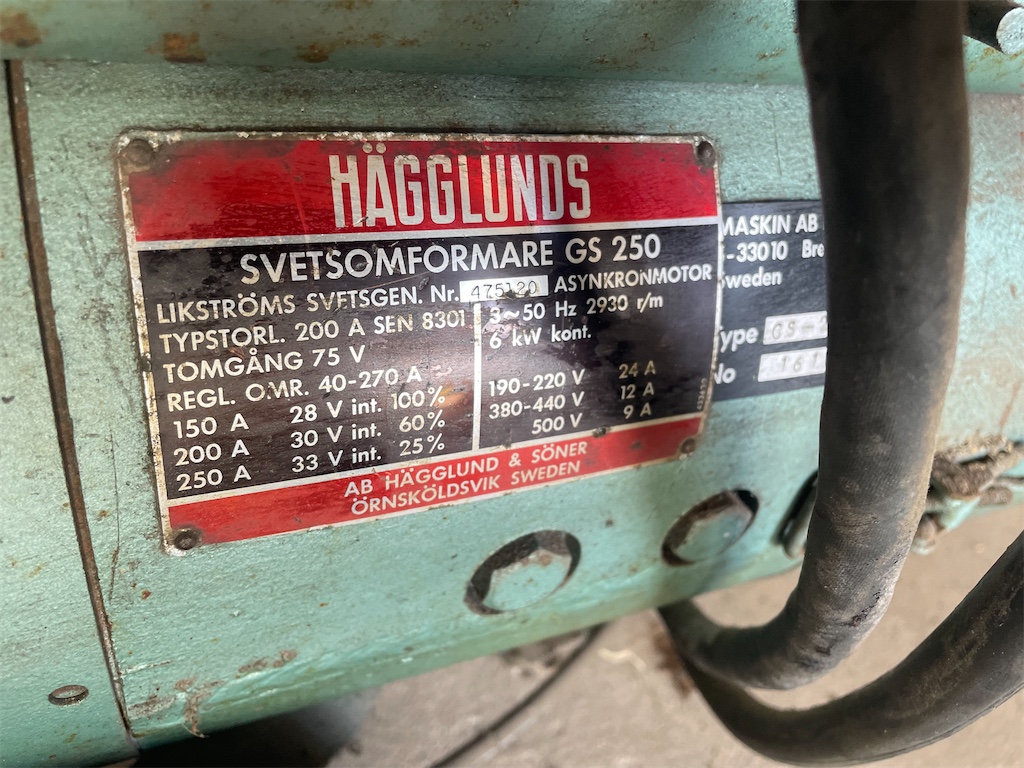 HÄGGLUNDS
SVETSOMFORMARE GS 250
LIKSTRÖMS SVETSGEN. Nr. 475120 ASYNKRONMOTOR
TYPSTORL. 200 A SEN 8301
TOMGÅNG 75 V
REGL. OMR. 40-270 A
150 A 28 V int. 100%
200 A 30 V int. 60%
250 A 33 V int. 25%
3~50 Hz 2930 r/m
6 kW kont.
190-220 V 24 A
380-440 V 12 A
500 V 9 A
AB HÄGGLUND & SÖNER
ÖRNSKÖLDSVIK SWEDEN
MASKIN AB
-33010 Bre
Sweden
Type GS-2
No